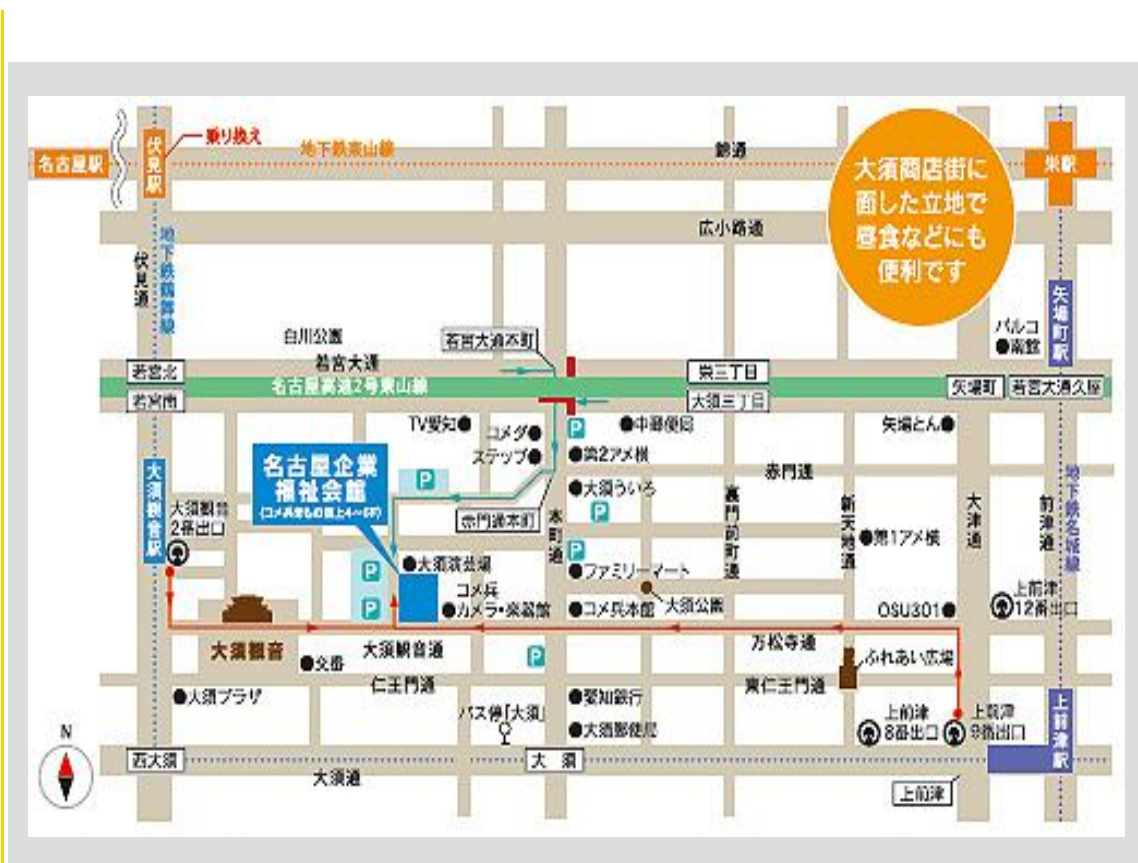 伏見駅
乗り換え
地下鉄東山線
錦通
名古屋駅
栄駅
大須商店街に
面した立地で
昼食などにも
便利です
広小路通
地下鉄鶴舞線
伏見通
矢場町駅
パルコ
●南館
白川公園
若宮大通本町
若宮大通
若宮北
栄三丁目
名古屋高速2号東山線
矢場町
若宮大通久屋
若宮南
大須三丁目
TV愛知●
コメダ●
P
●中郵便局
矢場とん●
ステップ●
●第2アメ横
名古屋企業
福祉会館
(コメ兵きもの館上4～6F)
赤門通
大須観音駅
P
●大須ういろ
大須観音
2番出口
赤門通本町
P
本町通
裏門前町通
新天地通
大津通
前津通
地下鉄名城線
●第1アメ横
●大須演芸場
P
P
●ファミリーマート
コメ兵
●カメラ・楽器館
P
●コメ兵本館
大須公園
OSU301●
上前津
12番出口
大須観音
●交番
大須観音通
P
万松寺通
ふれあい広場
仁王門通
東仁王門通
●大須プラザ
バス停「大須」
●愛知銀行
●大須郵便局
上前津
8番出口
上前津
9番出口
上前津駅
N
西大須
大須
大須通
上前津